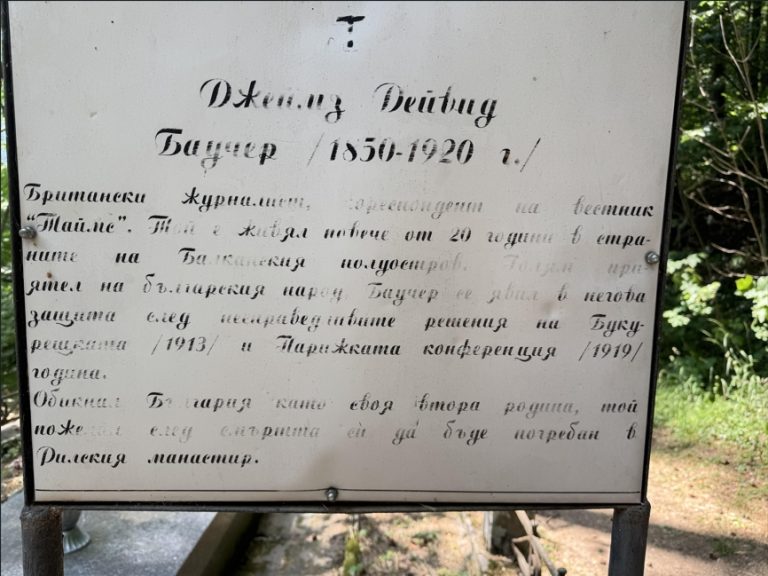 Джеймз Дейвид
Баучер /1850-1920 г./
Британски журналист, кореспондент на вестник
"Таймс". Той е живял повече от 20 години в стра-
ните на Балканския полуостров. Голям при-
ятел на българския народ, Баучер се явил в негова
защита след несправедливите решения на Буку-
рещката /1913/ и Парижката конференция /1919/
година.
Обикнал България като своя втора родина, той
пожелал след смъртта си да бъде погребан в
Рилския манастир.